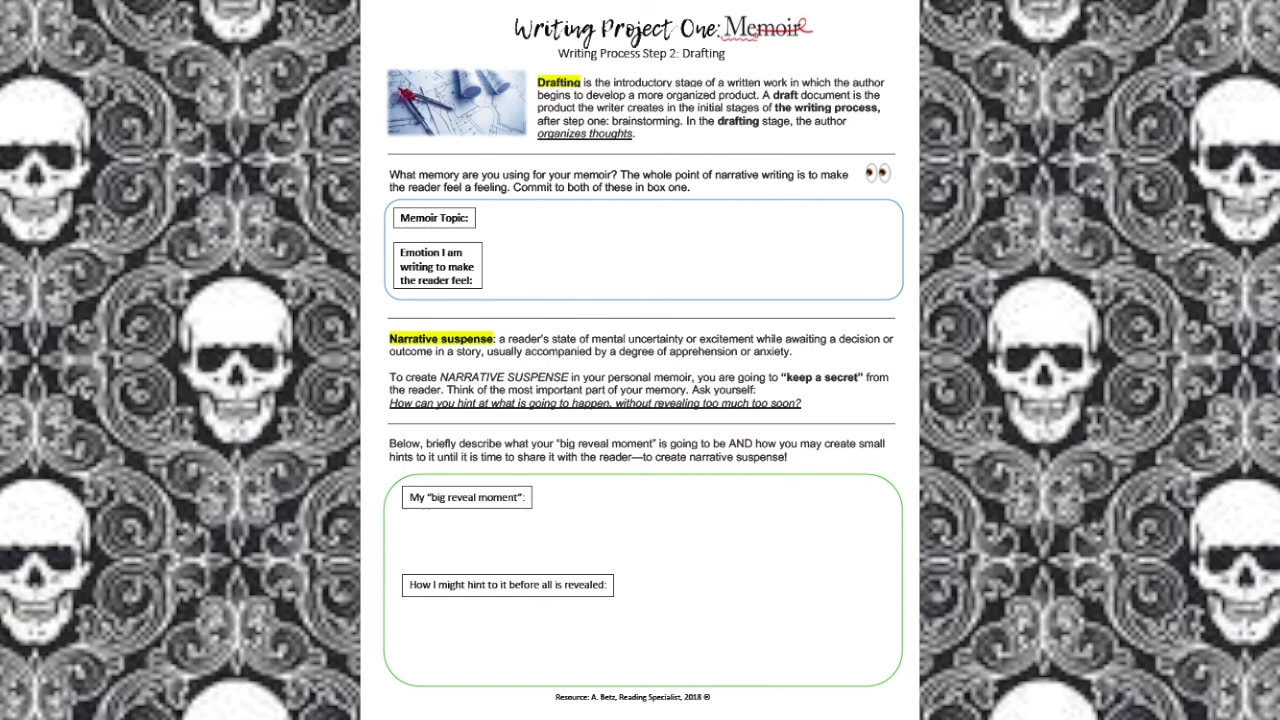 Writing Project One: Memoir
Writing Process Step 2: Drafting
Drafting is the introductory stage of a written work in which the author
begins to develop a more organized product. A draft document is the
product the writer creates in the initial stages of the writing process,
after step one: brainstorming. In the drafting stage, the author
organizes thoughts.
What memory are you using for your memoir? The whole point of narrative writing is to make
the reader feel a feeling. Commit to both of these in box one.
Memoir Topic:
Emotion I am
writing to make
the reader feel:
Narrative suspense: a reader's state of mental uncertainty or excitement while awaiting a decision or
outcome in a story, usually accompanied by a degree of apprehension or anxiety.
To create NARRATIVE SUSPENSE in your personal memoir, you are going to “keep a secret” from
the reader. Think of the most important part of your memory. Ask yourself:
How can you hint at what is going to happen, without revealing too much too soon?
Below, briefly describe what your “big reveal moment” is going to be AND how you may create small
hints to it until it is time to share it with the reader—to create narrative suspense!
My “big reveal moment”:
How I might hint to it before all is revealed:
Resource: A. Betz, Reading Specialist, 2018 ©